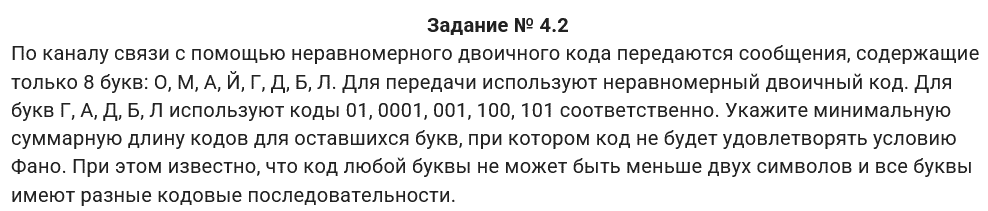 Задание № 4.2
По каналу связи с помощью неравномерного двоичного кода передаются сообщения, содержащие
только 8 букв: О, М, А, Й, Г, Д, Б, Л. Для передачи используют неравномерный двоичный код. Для
букв Г, А, Д, Б, Л используют коды 01, 0001, 001, 100, 101 соответственно. Укажите минимальную
суммарную длину кодов для оставшихся букв, при котором код не будет удовлетворять условию
Фано. При этом известно, что код любой буквы не может быть меньше двух символов и все буквы
имеют разные кодовые последовательности.